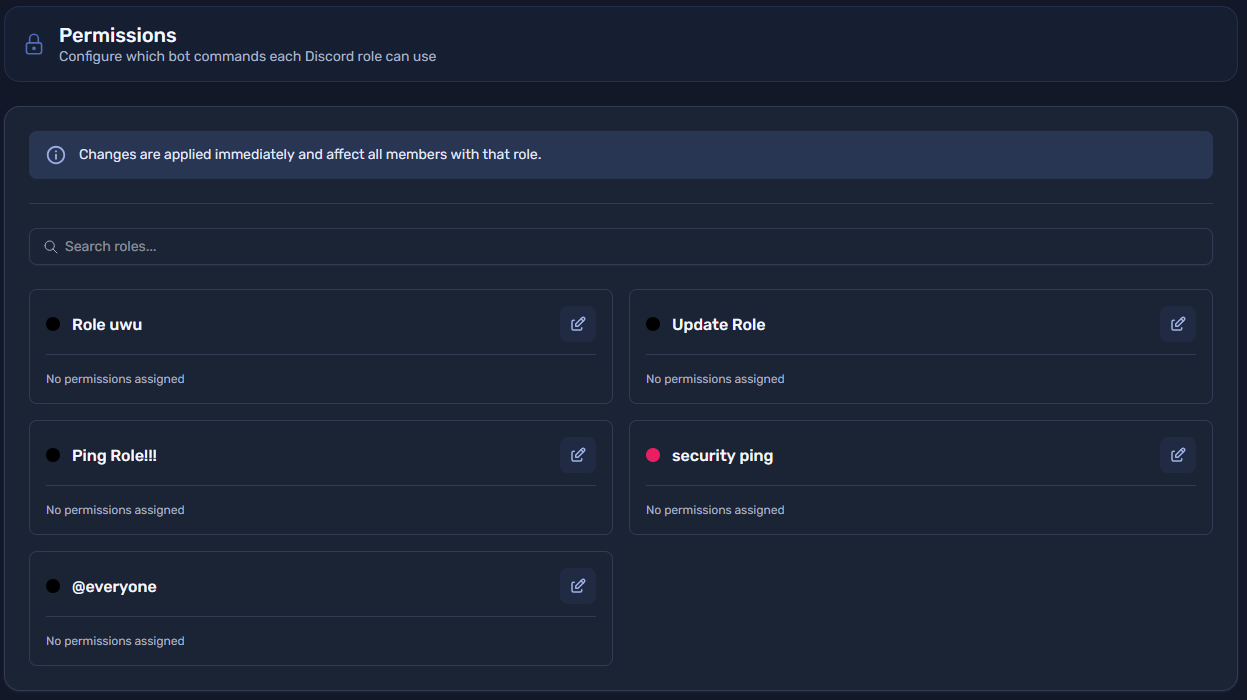 Permissions
Configure which bot commands each Discord role can use
Changes are applied immediately and affect all members with that role.
Search roles...
Role uwu
Update Role
No permissions assigned
No permissions assigned
Ping Role!!!
security ping
No permissions assigned
No permissions assigned
@everyone
No permissions assigned